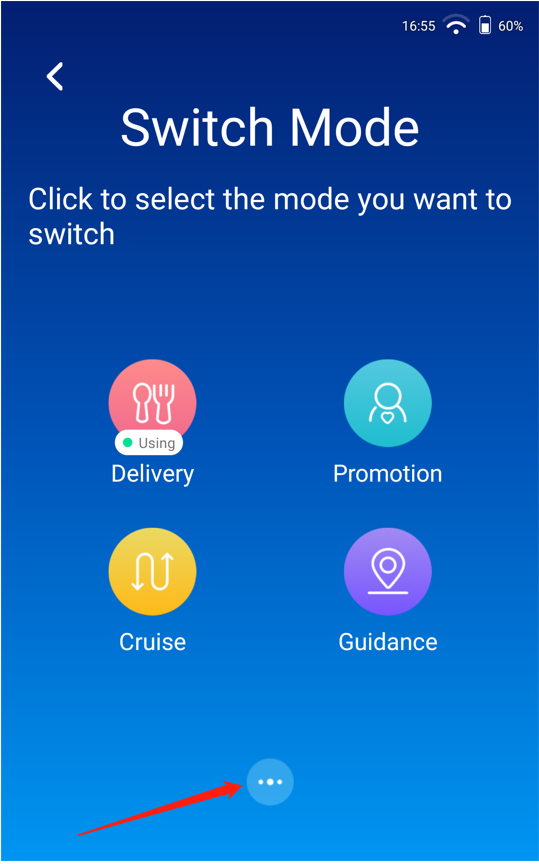 16:55 60%
Switch Mode
Click to select the mode you want to
switch
Using
Delivery Promotion
Cruise Guidance